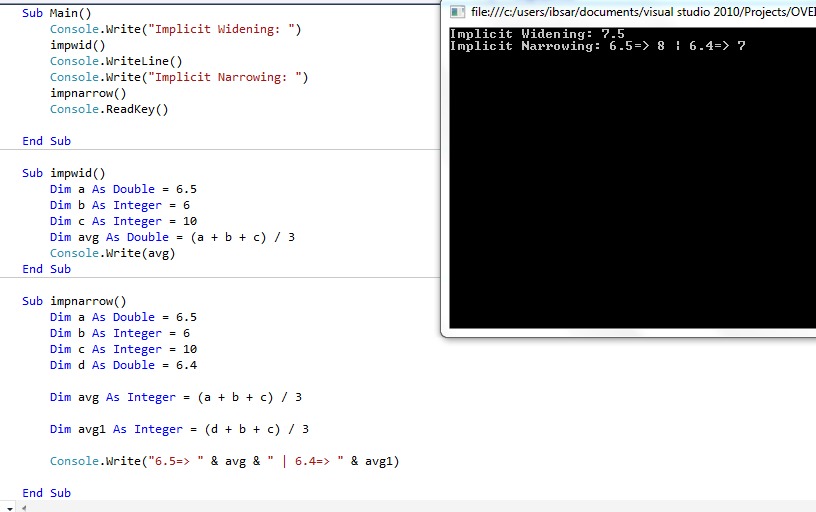 Sub Main()
Console.Write("Implicit Widening: ")
impwid()
Console.WriteLine()
Console.Write("Implicit Narrowing: ")
impnarrow()
Console.ReadKey()
End Sub
Sub impwid()
Dim a As Double = 6.5
Dim b As Integer = 6
Dim c As Integer = 10
Dim avg As Double = (a + b + c) / 3
Console.Write(avg)
End Sub
Sub impnarrow()
Dim a As Double = 6.5
Dim b As Integer = 6
Dim c As Integer = 10
Dim d As Double = 6.4
Dim avg As Integer = (a + b + c) / 3
Dim avg1 As Integer = (d + b + c) / 3
Console.Write("6.5=> " & avg & " | 6.4=> " & avg1)
End Sub
file:///c:/users/ibsar/documents/visual studio 2010/Projects/OVE
Implicit Widening: 7.5
Implicit Narrowing: 6.5=> 8 | 6.4=> 7